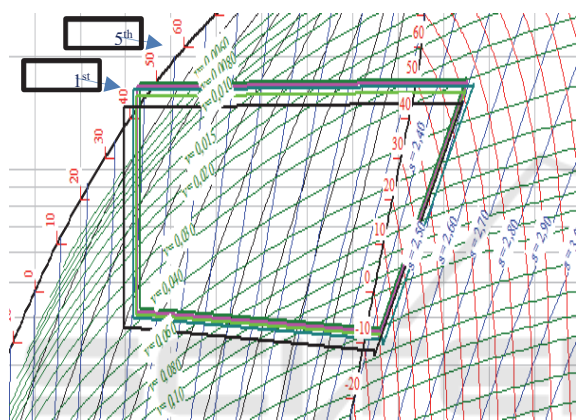 5th
1st
60
50
40
30
20
10
0
60
50
40
30
20
10
0
-10
-20
v=0.0060
v=0.0080
v=0.010
v=0.015
v=0.020
v=0.030
v=0.040
v=0.060
v=0.080
v=0.10
s = 2,40
s = 2,50
s = 2,60
s = 2,70
s = 2,80
s = 2,90